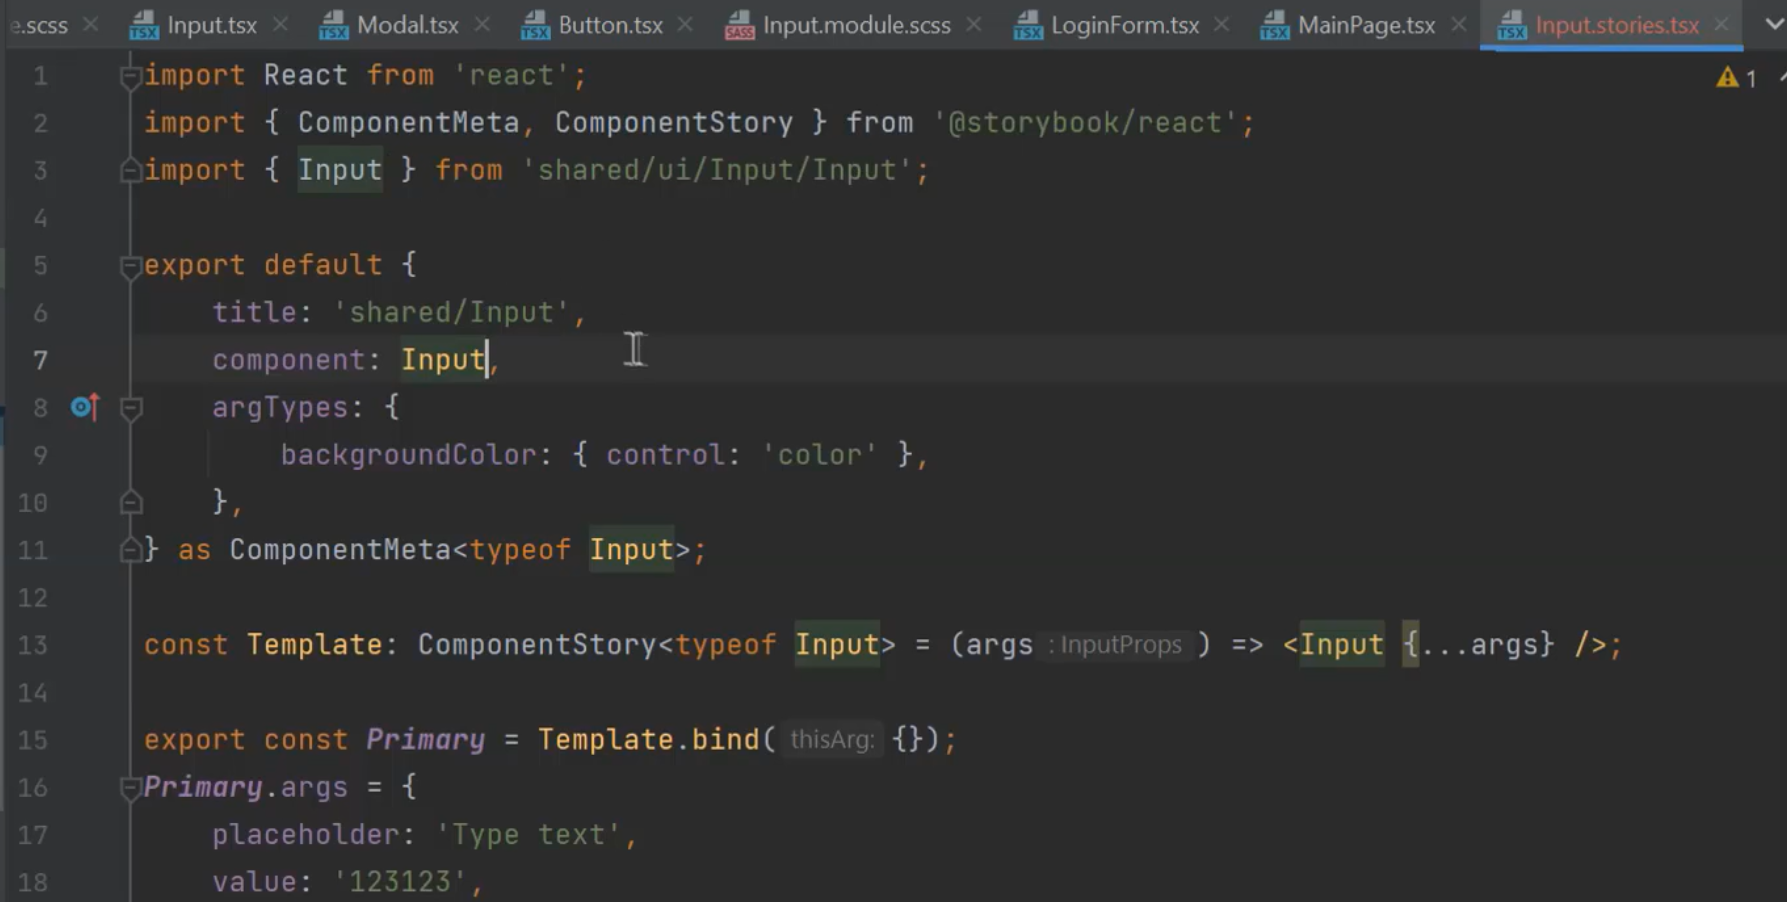 e.scss Input.tsx Modal.tsx Button.tsx Input.module.scss LoginForm.tsx MainPage.tsx Input.stories.tsx
1 import React from 'react'; 1
2 import { ComponentMeta, ComponentStory } from '@storybook/react';
3 import { Input } from 'shared/ui/Input/Input';
4
5 export default {
6 title: 'shared/Input',
7 component: Input,
8 argTypes: {
9 backgroundColor: { control: 'color' },
10 },
11 } as ComponentMeta<typeof Input>;
12
13 const Template: ComponentStory<typeof Input> = (args : InputProps ) => <Input {...args} />;
14
15 export const Primary = Template.bind( thisArg: {});
16 Primary.args = {
17 placeholder: 'Type text',
18 value: '123123',